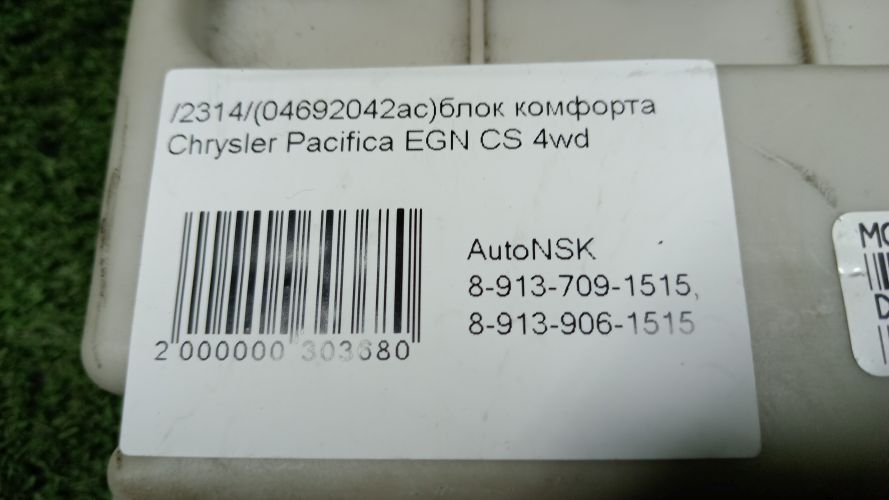 /2314/(04692042ac)блок комфорта
Chrysler Pacifica EGN CS 4wd
AutoNSK
8-913-709-1515,
8-913-906-1515
2 000000 303680